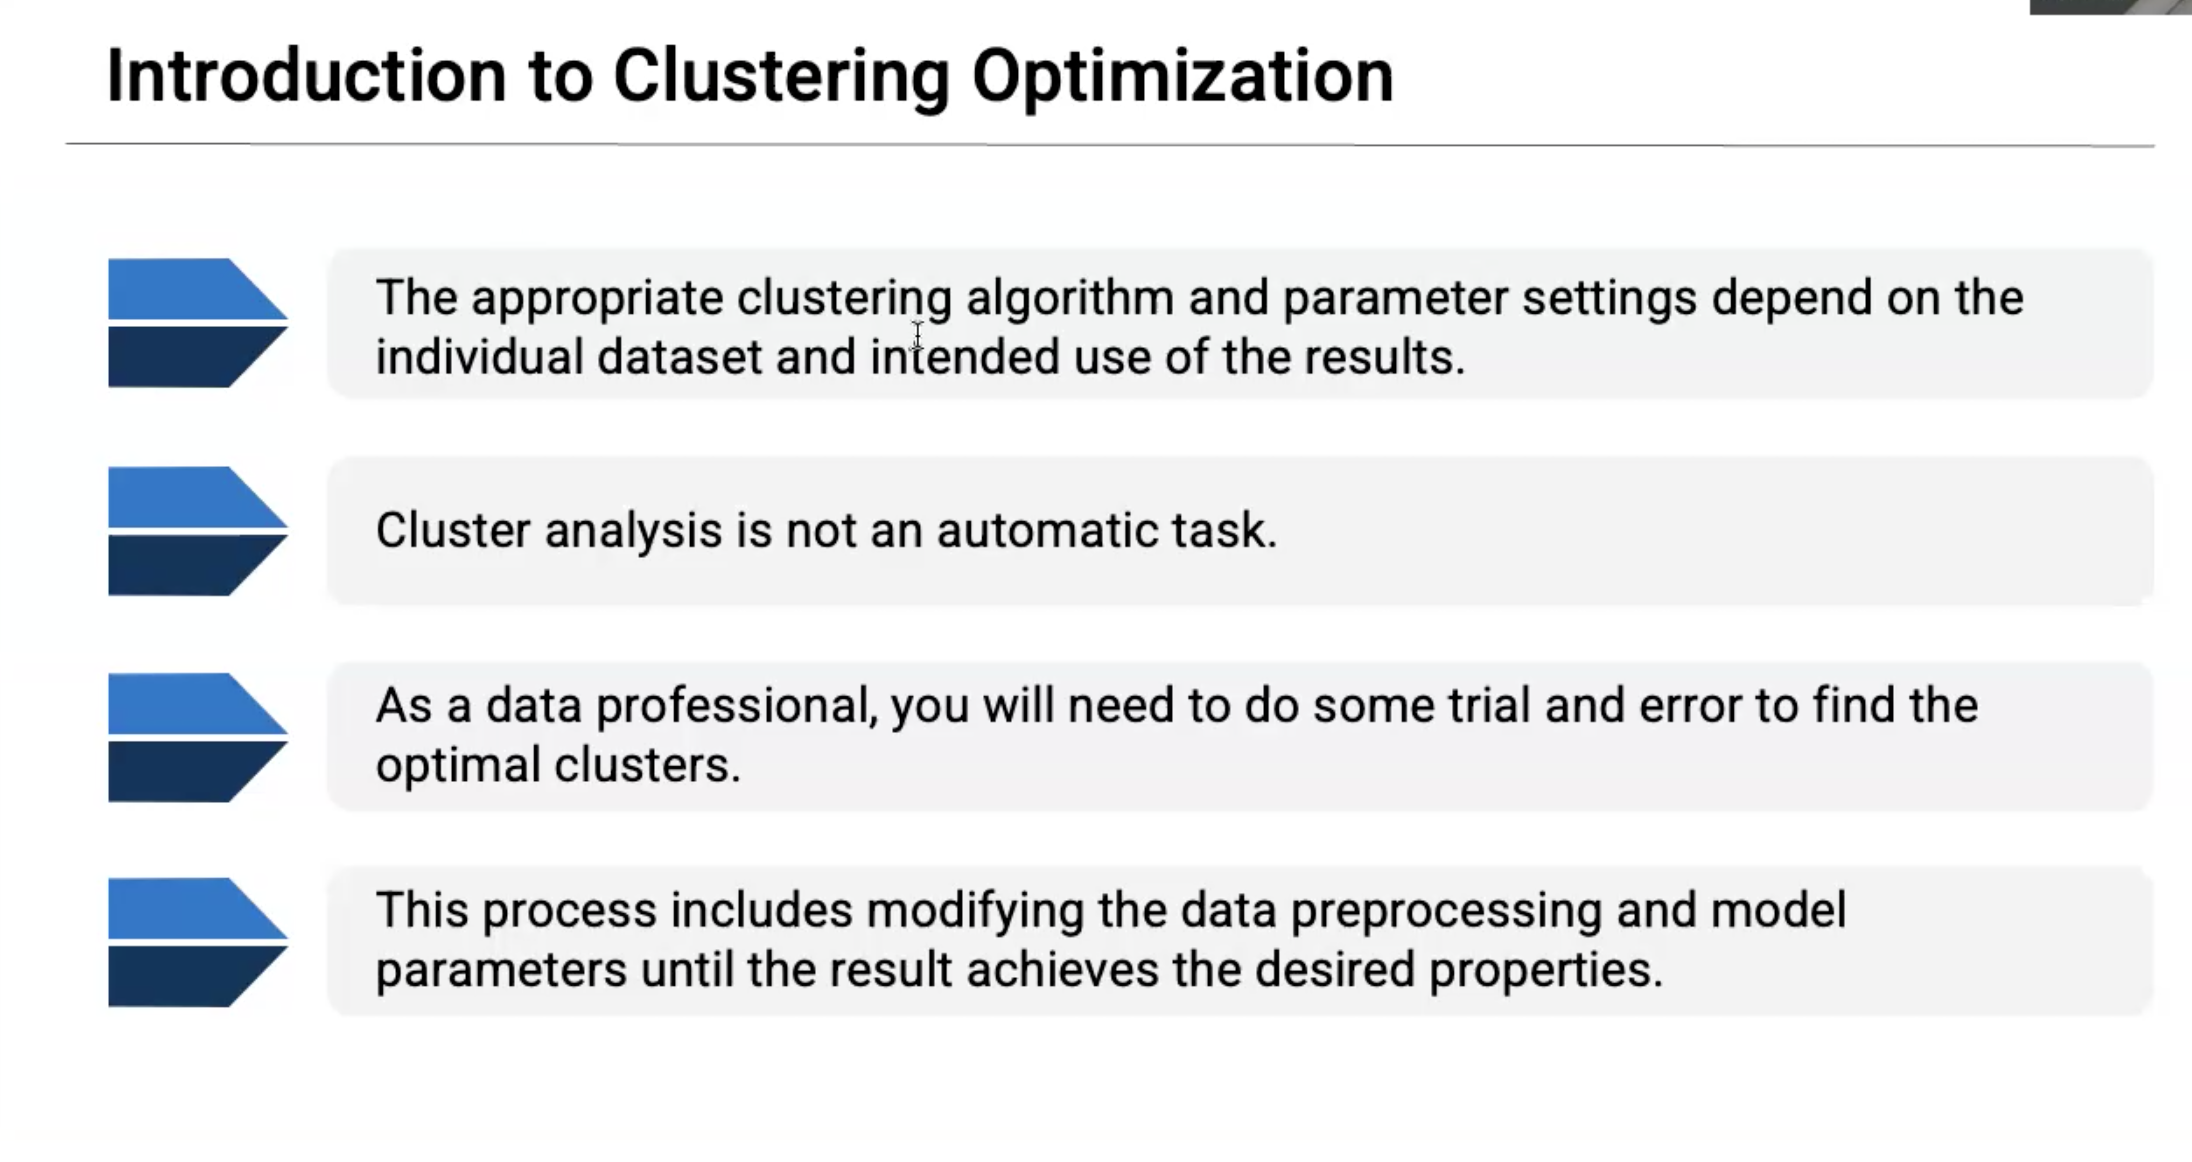 Introduction to Clustering Optimization
The appropriate clustering algorithm and parameter settings depend on the
individual dataset and intended use of the results.
Cluster analysis is not an automatic task.
As a data professional, you will need to do some trial and error to find the
optimal clusters.
This process includes modifying the data preprocessing and model
parameters until the result achieves the desired properties.